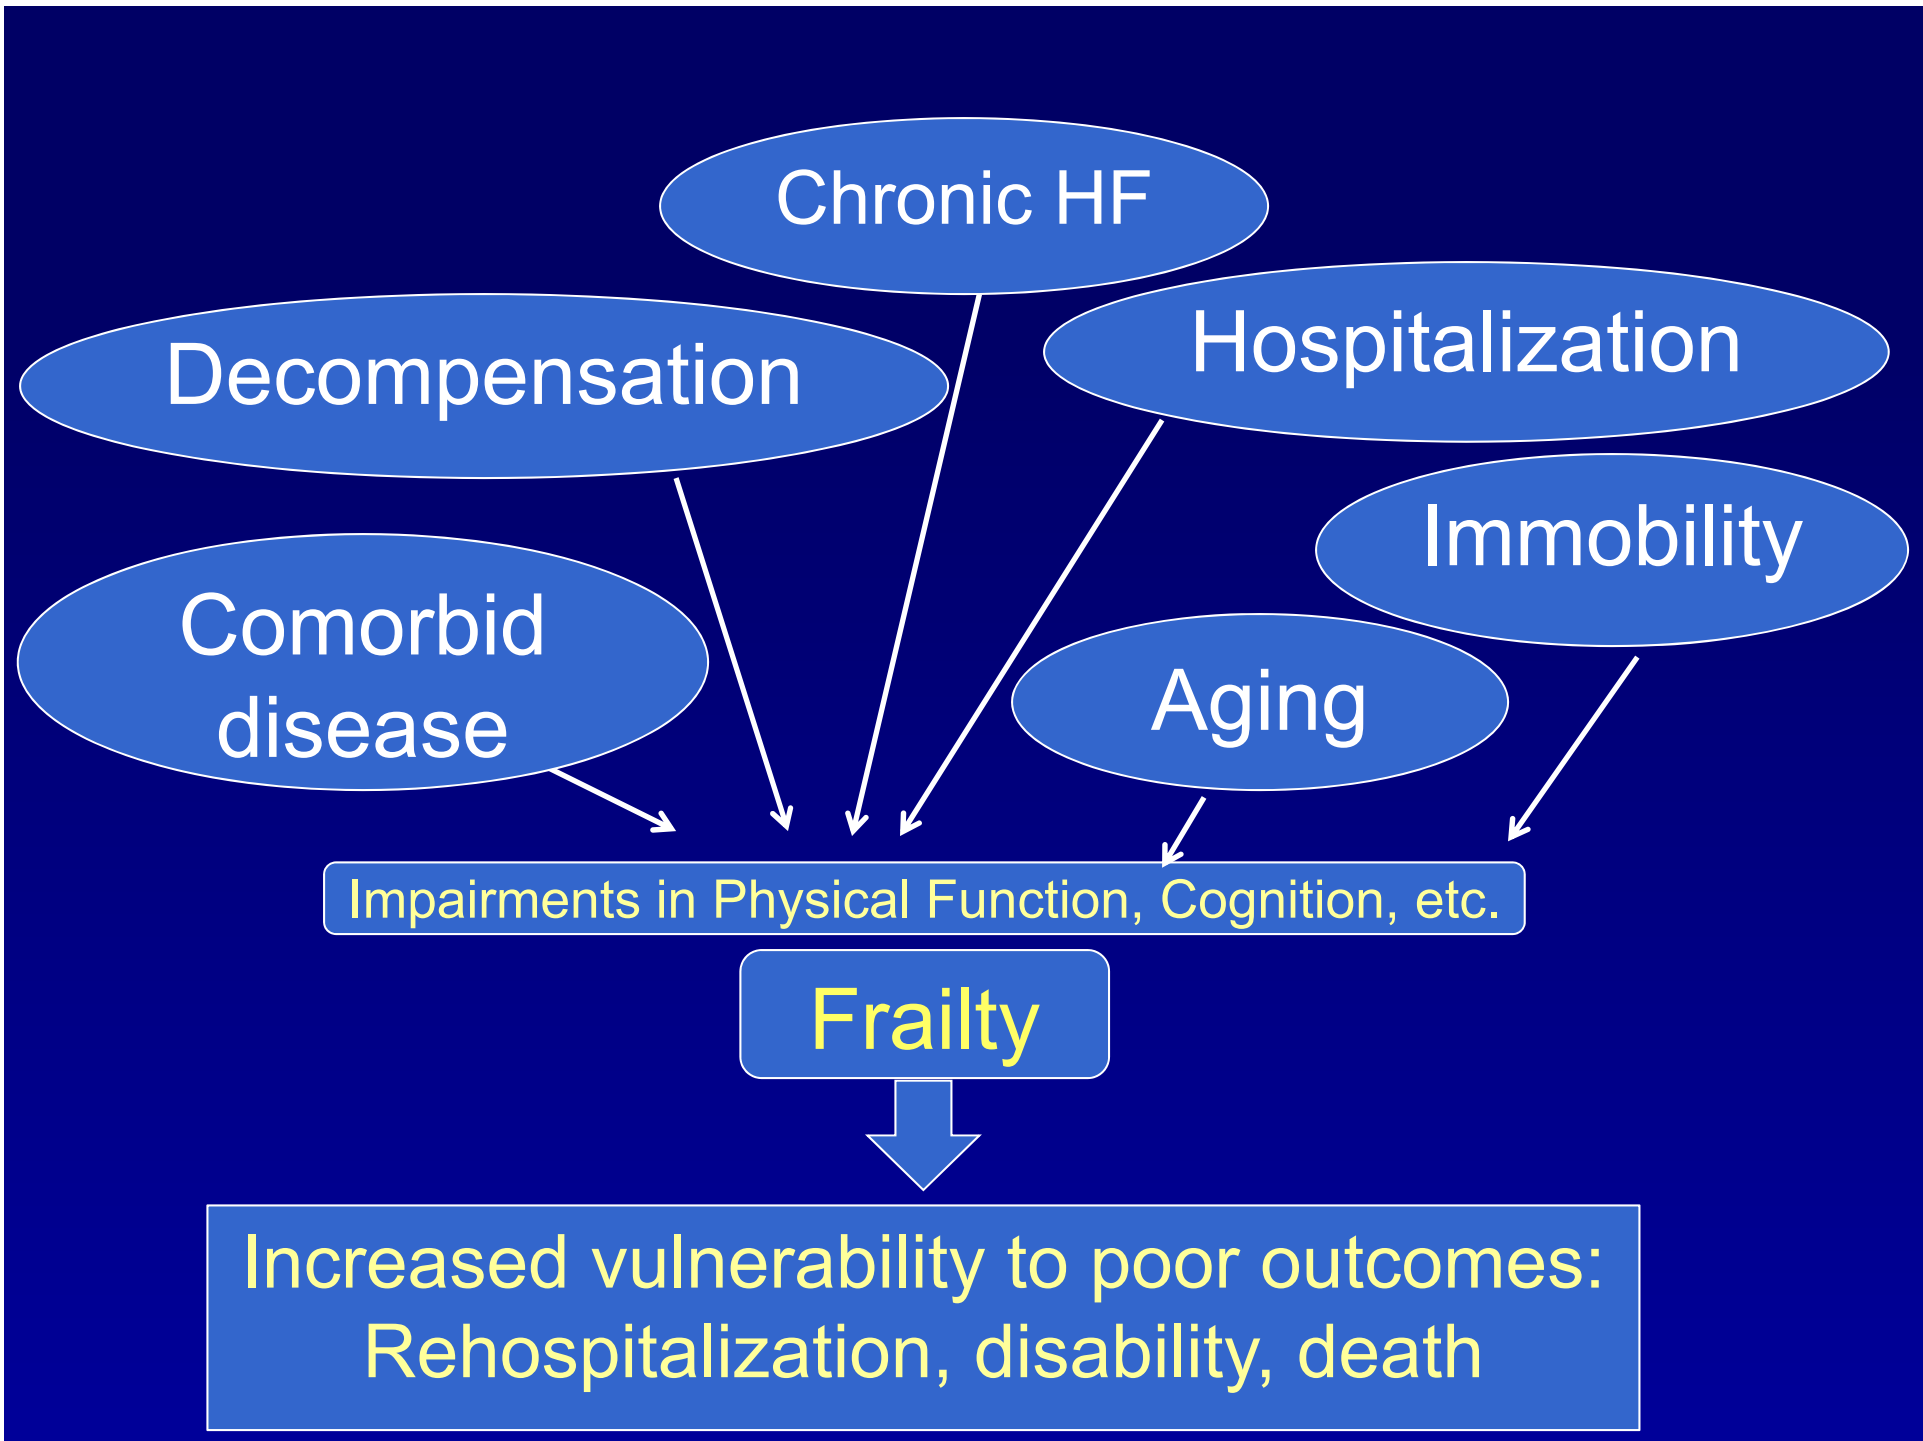 Chronic HF
Decompensation
Hospitalization
Immobility
Comorbid
disease
Aging
Impairments in Physical Function, Cognition, etc.
Frailty
Increased vulnerability to poor outcomes:
Rehospitalization, disability, death